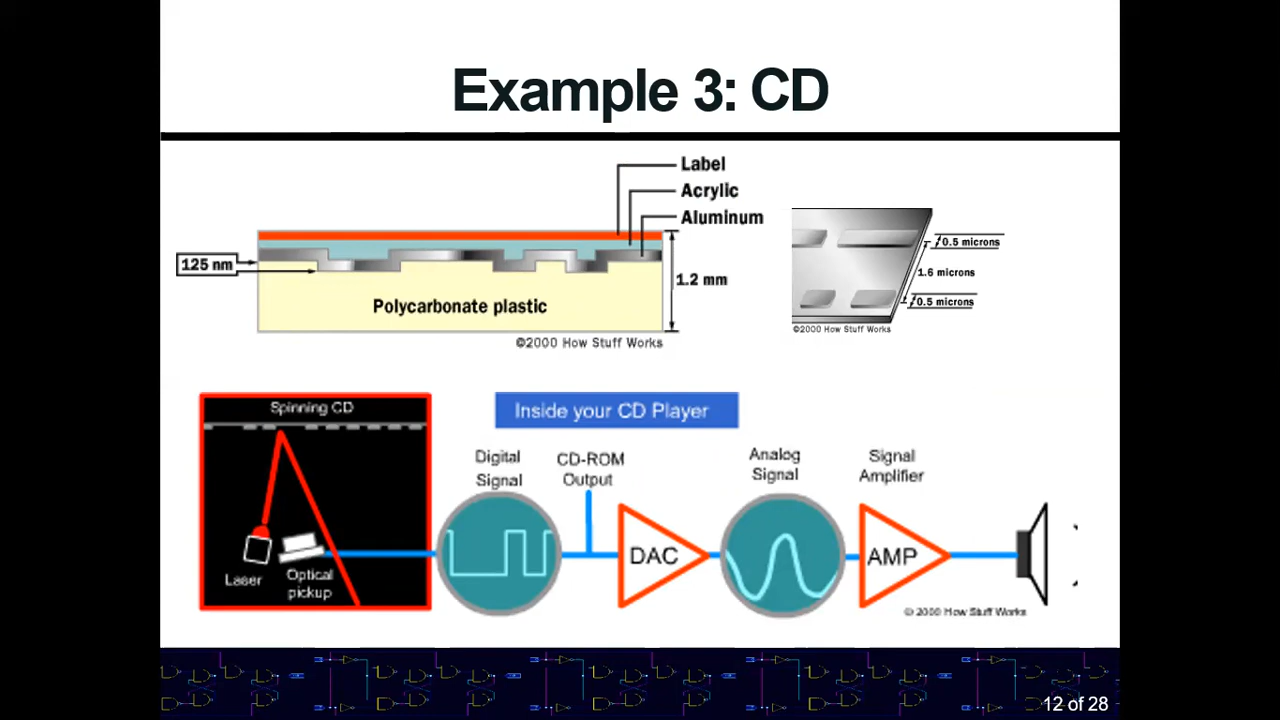 Example 3: CD
Label
Acrylic
Aluminum
125 nm
1.2 mm
Polycarbonate plastic
©2000 How Stuff Works
0.5 microns
1.6 microns
0.5 microns
©2000 How Stuff Works
Spinning CD
Laser
Optical
pickup
Inside your CD Player
Digital
Signal
CD-ROM
Output
DAC
Analog
Signal
Signal
Amplifier
AMP
© 2000 How Stuff Works
12 of 28